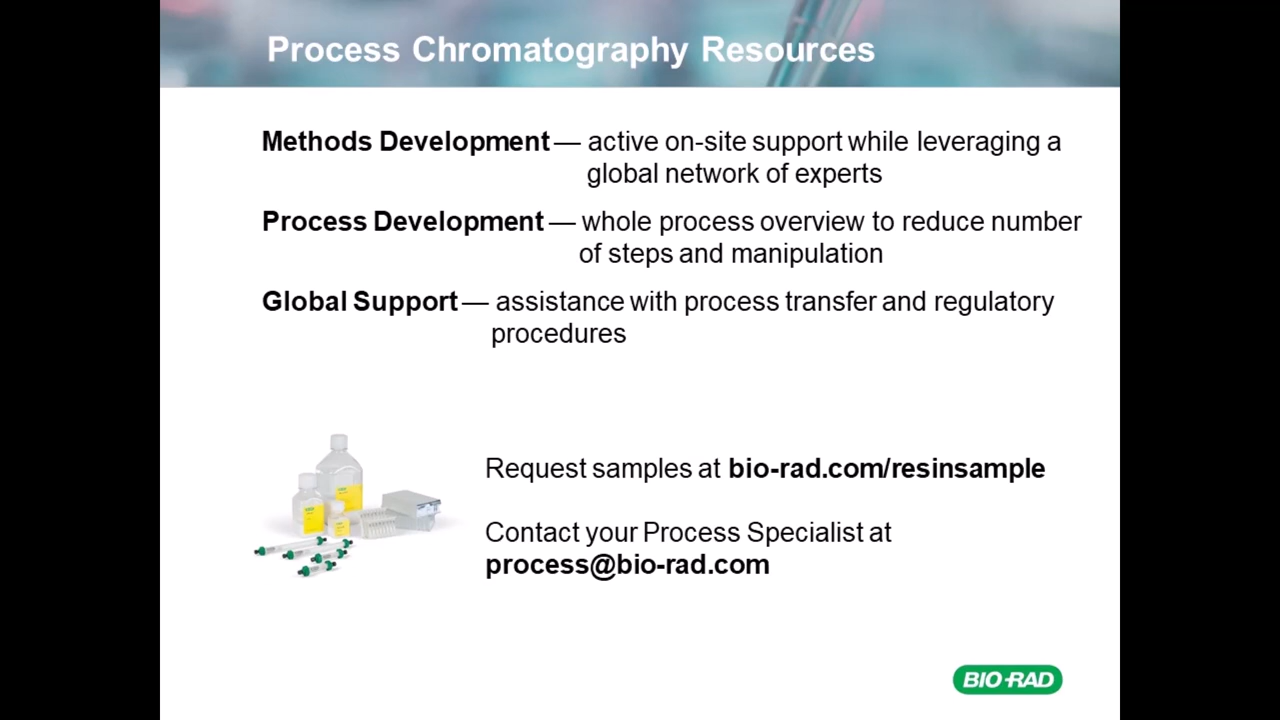 Process Chromatography Resources
Methods Development — active on-site support while leveraging a
global network of experts
Process Development — whole process overview to reduce number
of steps and manipulation
Global Support — assistance with process transfer and regulatory
procedures
Request samples at bio-rad.com/resinsample
Contact your Process Specialist at
process@bio-rad.com
BIO-RAD